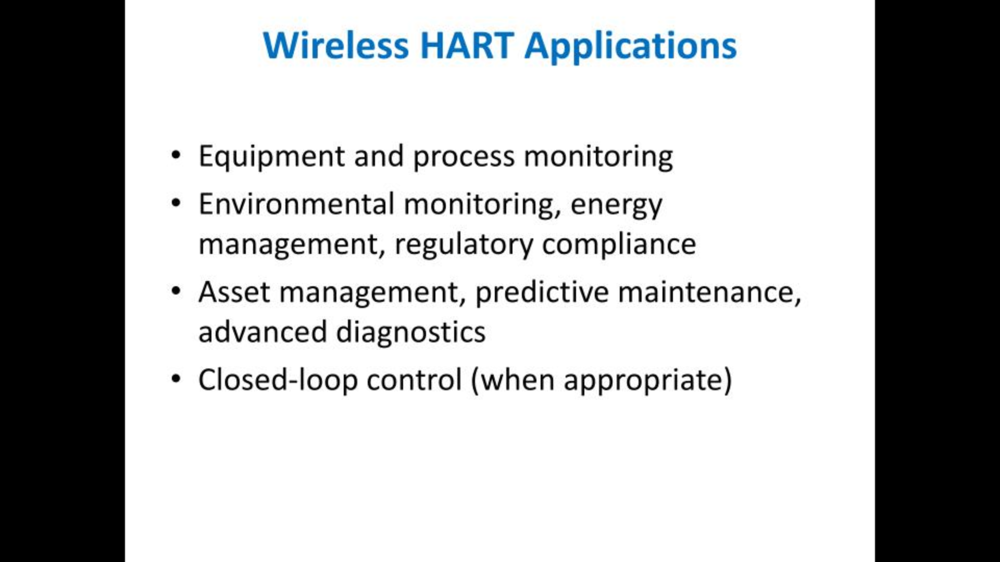 Wireless HART Applications
• Equipment and process monitoring
• Environmental monitoring, energy
management, regulatory compliance
• Asset management, predictive maintenance,
advanced diagnostics
• Closed-loop control (when appropriate)